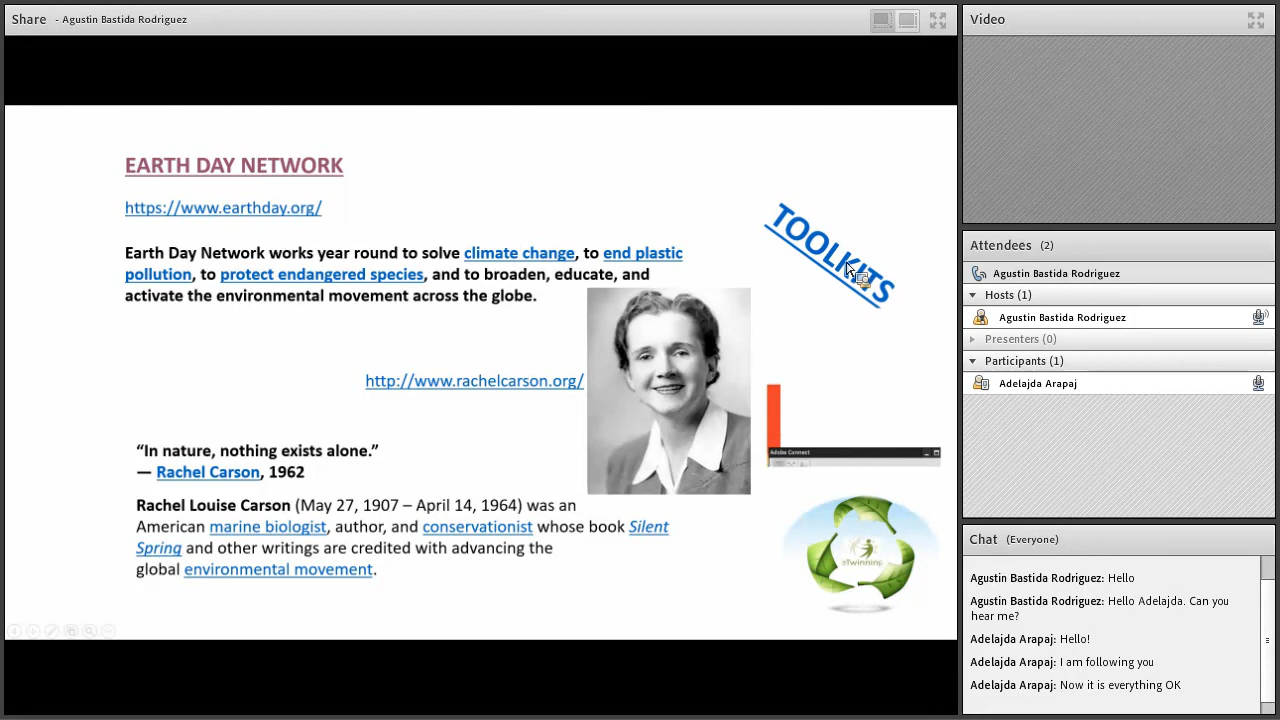 Share - Agustin Bastida Rodriguez
EARTH DAY NETWORK
https://www.earthday.org/
Earth Day Network works year round to solve climate change, to end plastic
pollution, to protect endangered species, and to broaden, educate, and
activate the environmental movement across the globe.
TOOLKITS
http://www.rachelcarson.org/
“In nature, nothing exists alone.”
— Rachel Carson, 1962
Rachel Louise Carson (May 27, 1907 – April 14, 1964) was an
American marine biologist, author, and conservationist whose book Silent
Spring and other writings are credited with advancing the
global environmental movement.
Adobe Connect
eTwinning
Video
Attendees (2)
Agustin Bastida Rodriguez
Hosts (1)
Agustin Bastida Rodriguez
Presenters (0)
Participants (1)
Adelajda Arapaj
Chat (Everyone)
Agustin Bastida Rodriguez: Hello
Agustin Bastida Rodriguez: Hello Adelajda. Can you
hear me?
Adelajda Arapaj: Hello!
Adelajda Arapaj: I am following you
Adelajda Arapaj: Now it is everything OK